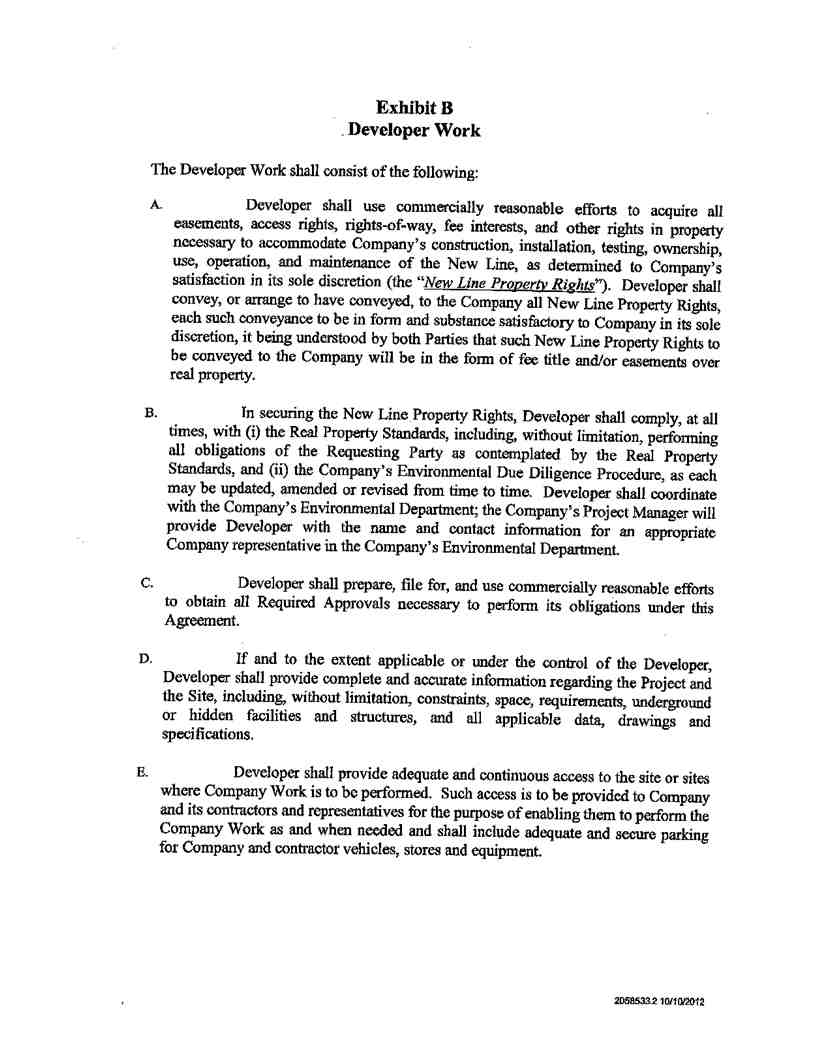 Exhibit B
Developer Work
The Developer Work shall consist of the following:
A. Developer shall use commercially reasonable efforts to acquire all
easements, access rights, rights-of-way, fee interests, and other rights in property
necessary to accommodate Company's construction, installation, testing, ownership,
use, operation, and maintenance of the New Line, as determined to Company's
satisfaction in its sole discretion (the "New Line Property Rights"). Developer shall
convey, or arrange to have conveyed, to the Company all New Line Property Rights,
each such conveyance to be in form and substance satisfactory to Company in its sole
discretion, it being understood by both Parties that such New Line Property Rights to
be conveyed to the Company will be in the form of fee title and/or easements over
real property.
B. In securing the New Line Property Rights, Developer shall comply, at all
times, with (i) the Real Property Standards, including, without limitation, performing
all obligations of the Requesting Party as contemplated by the Real Property
Standards, and (ii) the Company's Environmental Due Diligence Procedure, as each
may be updated, amended or revised from time to time. Developer shall coordinate
with the Company's Environmental Department; the Company's Project Manager will
provide Developer with the name and contact information for an appropriate
Company representative in the Company's Environmental Department.
C. Developer shall prepare, file for, and use commercially reasonable efforts
to obtain all Required Approvals necessary to perform its obligations under this
Agreement.
D. If and to the extent applicable or under the control of the Developer,
Developer shall provide complete and accurate information regarding the Project and
the Site, including, without limitation, constraints, space, requirements, underground
or hidden facilities and structures, and all applicable data, drawings and
specifications.
E. Developer shall provide adequate and continuous access to the site or sites
where Company Work is to be performed. Such access is to be provided to Company
and its contractors and representatives for the purpose of enabling them to perform the
Company Work as and when needed and shall include adequate and secure parking
for Company and contractor vehicles, stores and equipment.
2058533.2 10/10/2012